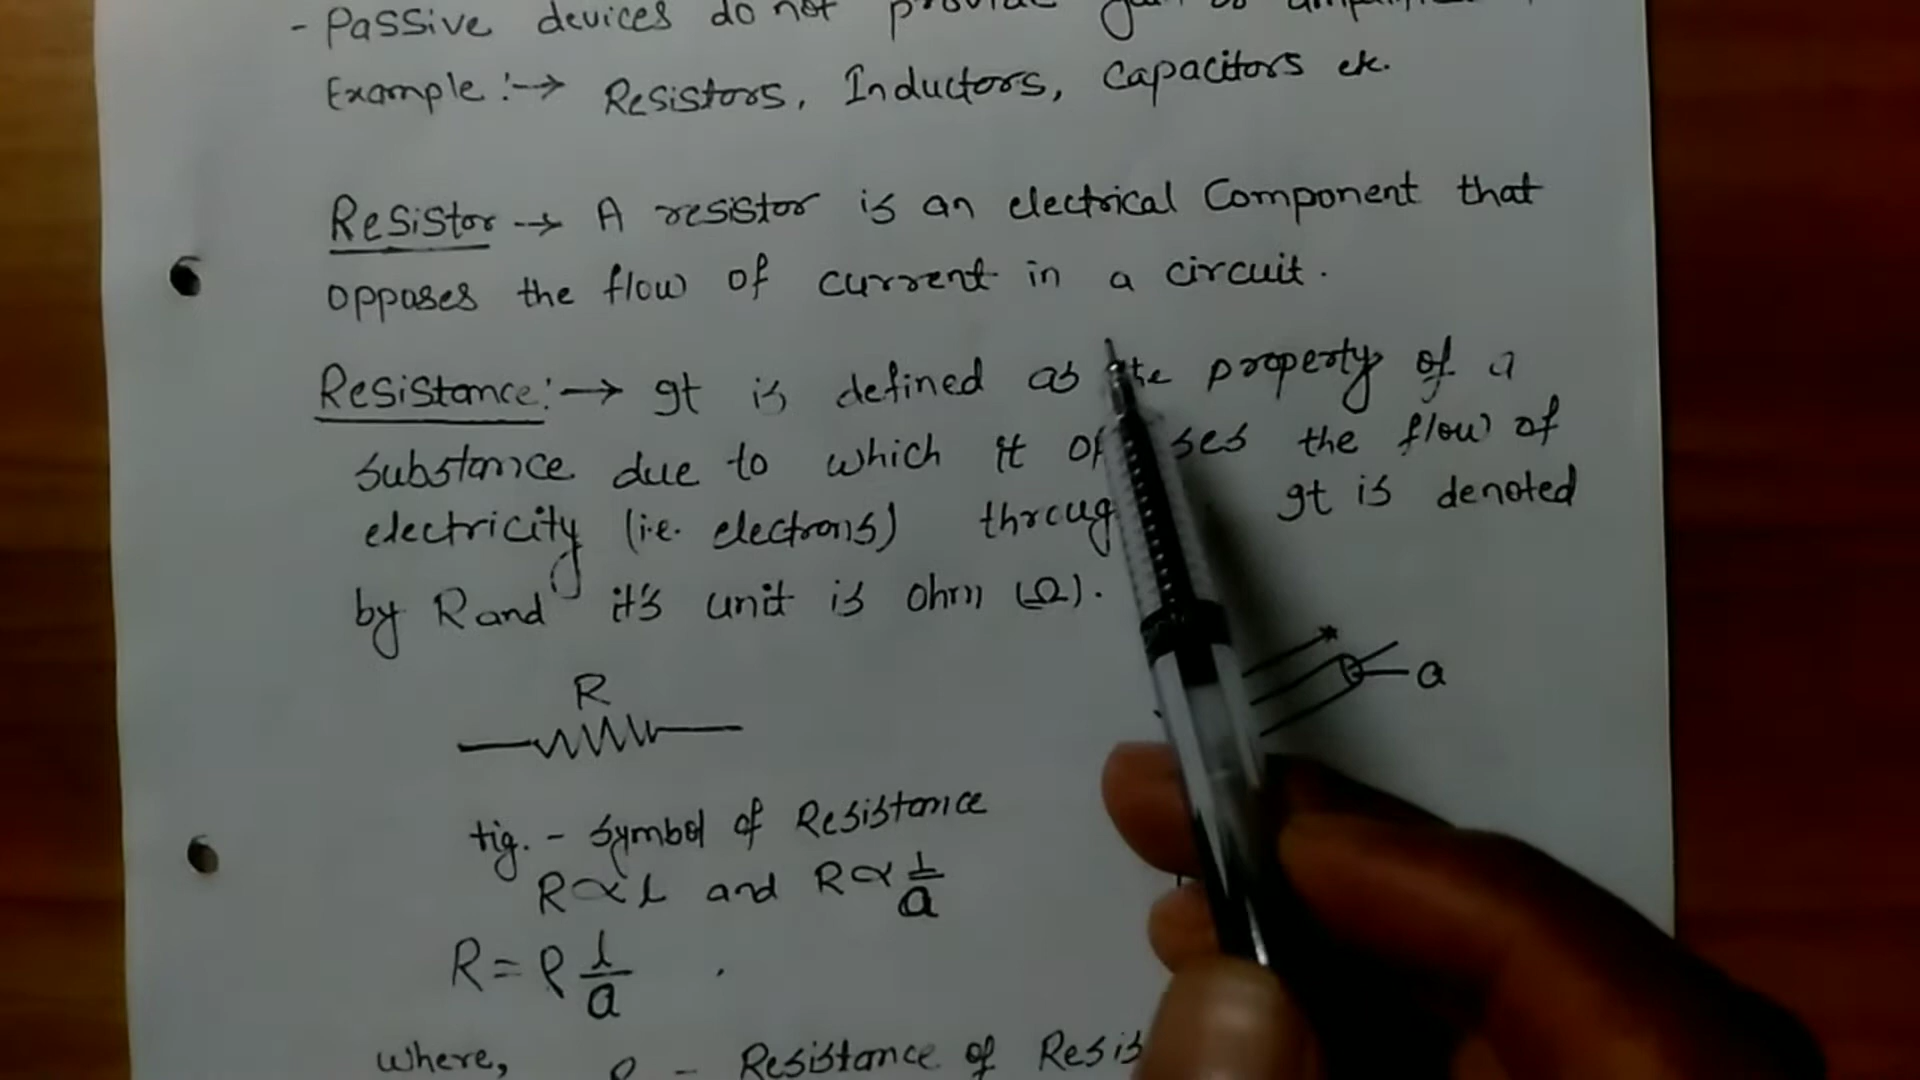 - Passive devices do not provide gain or
Example :→ Resistors, Inductors, Capacitors etc.
Resistor → A resistor is an electrical Component that
opposes the flow of current in a circuit.
Resistance :→ It is defined as the property of a
substance due to which it the flow of
electricity (i.e. electrons) It is denoted
by R and it's unit is ohm (Ω).
R
a
fig. - Symbol of Resistance
R ∝ l and R ∝ 1/a
R = ρ l/a
where, - Resistance of